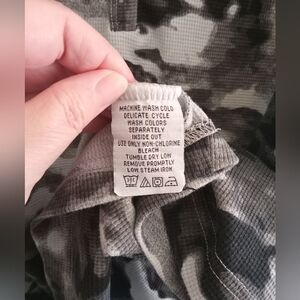 MACHINE WASH COLD
DELICATE CYCLE
WASH COLORS
SEPARATELY
INSIDE OUT
USE ONLY NON-CHLORINE
BLEACH
TUMBLE DRY LOW
REMOVE PROMPTLY
LOW STEAM IRON